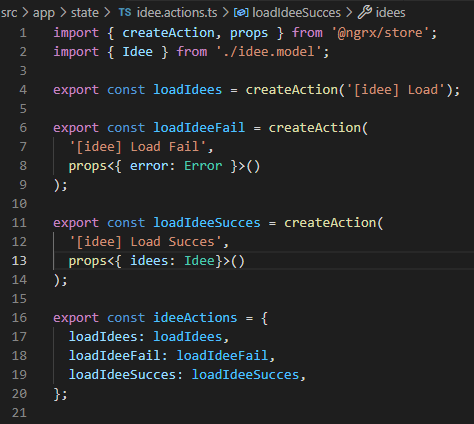 src > app > state > TS idee.actions.ts > loadIdeeSucces > idees
1 import { createAction, props } from '@ngrx/store';
2 import { Idee } from './idee.model';
3
4 export const loadIdees = createAction('[idee] Load');
5
6 export const loadIdeeFail = createAction(
7   '[idee] Load Fail',
8   props<{ error: Error }>()
9 );
10
11 export const loadIdeeSucces = createAction(
12   '[idee] Load Succes',
13   props<{ idees: Idee}>()
14 );
15
16 export const ideeActions = {
17   loadIdees: loadIdees,
18   loadIdeeFail: loadIdeeFail,
19   loadIdeeSucces: loadIdeeSucces,
20 };
21